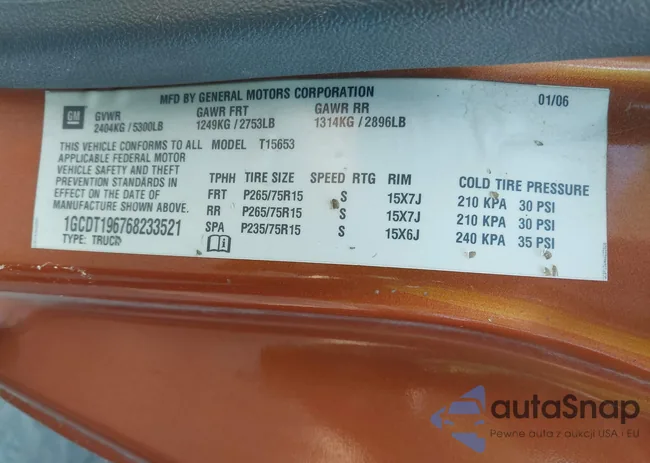 MFD BY GENERAL MOTORS CORPORATION 01/06
GM GVWR GAWR FRT GAWR RR
2404KG / 5300LB 1249KG / 2753LB 1314KG / 2896LB
THIS VEHICLE CONFORMS TO ALL MODEL T15653
APPLICABLE FEDERAL MOTOR
VEHICLE SAFETY AND THEFT
PREVENTION STANDARDS IN
EFFECT ON THE DATE OF
MANUFACTURE SHOWN ABOVE.
1GCDT196768233521
TYPE: TRUCK
TPHH TIRE SIZE SPEED RTG RIM COLD TIRE PRESSURE
FRT P265/75R15 S 15X7J 210 KPA 30 PSI
RR P265/75R15 S 15X7J 210 KPA 30 PSI
SPA P235/75R15 S 15X6J 240 KPA 35 PSI
autaSnap
Pewne auta z aukcji USA - EU